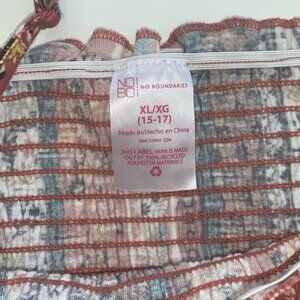 NO
BO
NO BOUNDARIES
XL/XG
(15-17)
Made in/Hecho en China
THIS LABEL YARN IS MADE
OUT OF 100% RECYCLED
POLYESTER MATERIALS